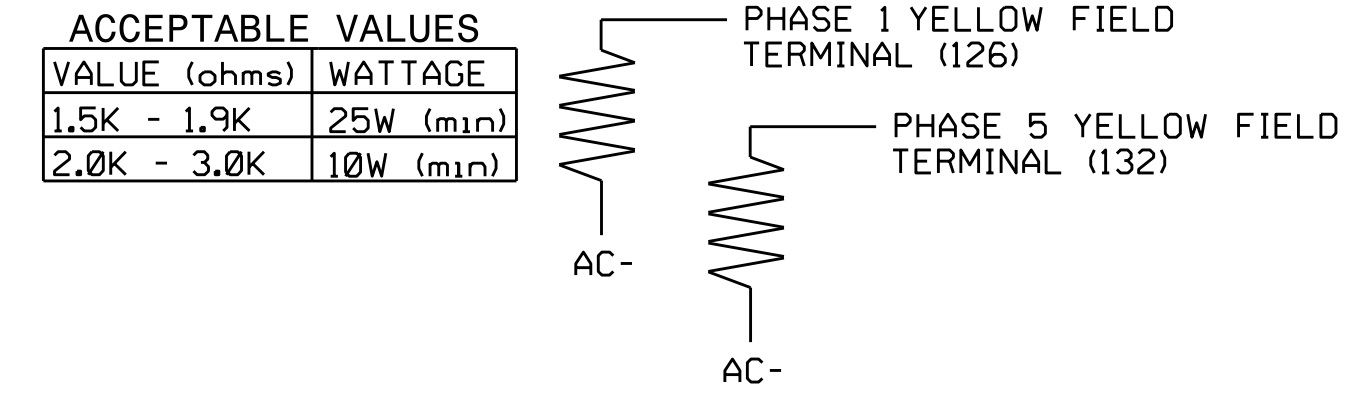 ACCEPTABLE VALUES
VALUE (ohms) WATTAGE
1.5K - 1.9K 25W (min)
2.0K - 3.0K 10W (min)
PHASE 1 YELLOW FIELD
TERMINAL (126)
AC-
PHASE 5 YELLOW FIELD
TERMINAL (132)
AC-